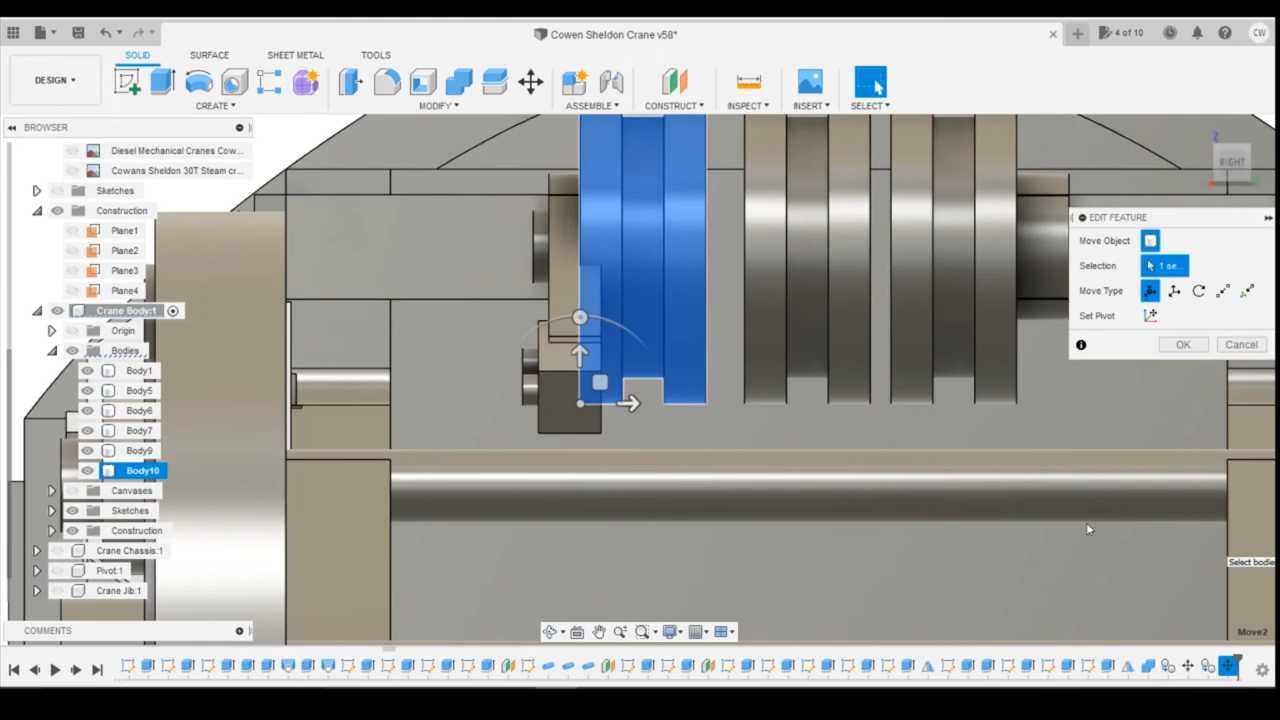 Cowen Sheldon Crane v58*
4 of 10
CW
SOLID
SURFACE
SHEET METAL
TOOLS
DESIGN
CREATE
MODIFY
ASSEMBLE
CONSTRUCT
INSPECT
INSERT
SELECT
BROWSER
Diesel Mechanical Cranes Cow...
Cowans Sheldon 30T Steam cr...
Sketches
Construction
Plane1
Plane2
Plane3
Plane4
Crane Body:1
Origin
Bodies
Body1
Body5
Body6
Body7
Body9
Body10
Canvases
Sketches
Construction
Crane Chassis:1
Pivot:1
Crane Jib:1
COMMENTS
Z
RIGHT
EDIT FEATURE
Move Object
Selection
1 se...
Move Type
Set Pivot
OK
Cancel
Select bodie
Move2